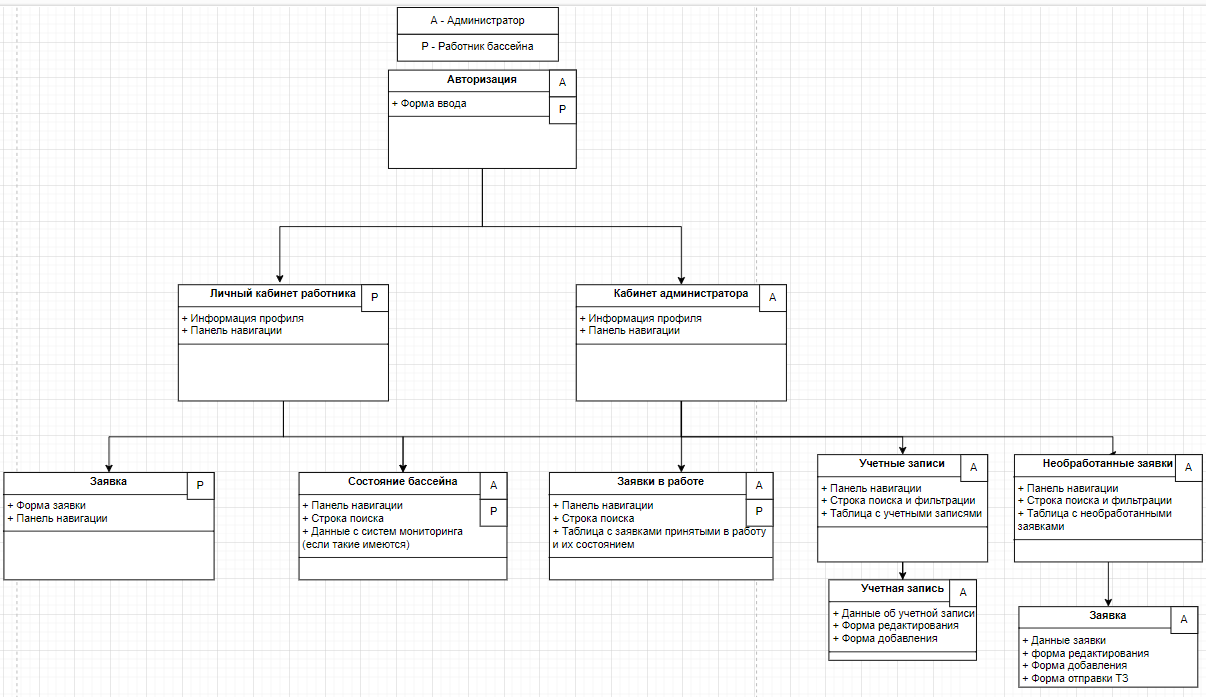 А - Администратор
Р - Работник бассейна
Авторизация
А
+ Форма ввода
Р
Личный кабинет работника
Р
+ Информация профиля
+ Панель навигации
Кабинет администратора
А
+ Информация профиля
+ Панель навигации
Заявка
Р
+ Форма заявки
+ Панель навигации
Состояние бассейна
А
Р
+ Панель навигации
+ Строка поиска
+ Данные с систем мониторинга
(если такие имеются)
Заявки в работе
А
Р
+ Панель навигации
+ Строка поиска
+ Таблица с заявками принятыми в работу
и их состоянием
Учетные записи
А
+ Панель навигации
+ Строка поиска и фильтрации
+ Таблица с учетными записями
Необработанные заявки
А
+ Панель навигации
+ Строка поиска и фильтрации
+ Таблица с необработанными
заявками
Учетная запись
А
+ Данные об учетной записи
+ Форма редактирования
+ Форма добавления
Заявка
А
+ Данные заявки
+ форма редактирования
+ Форма добавления
+ Форма отправки ТЗ